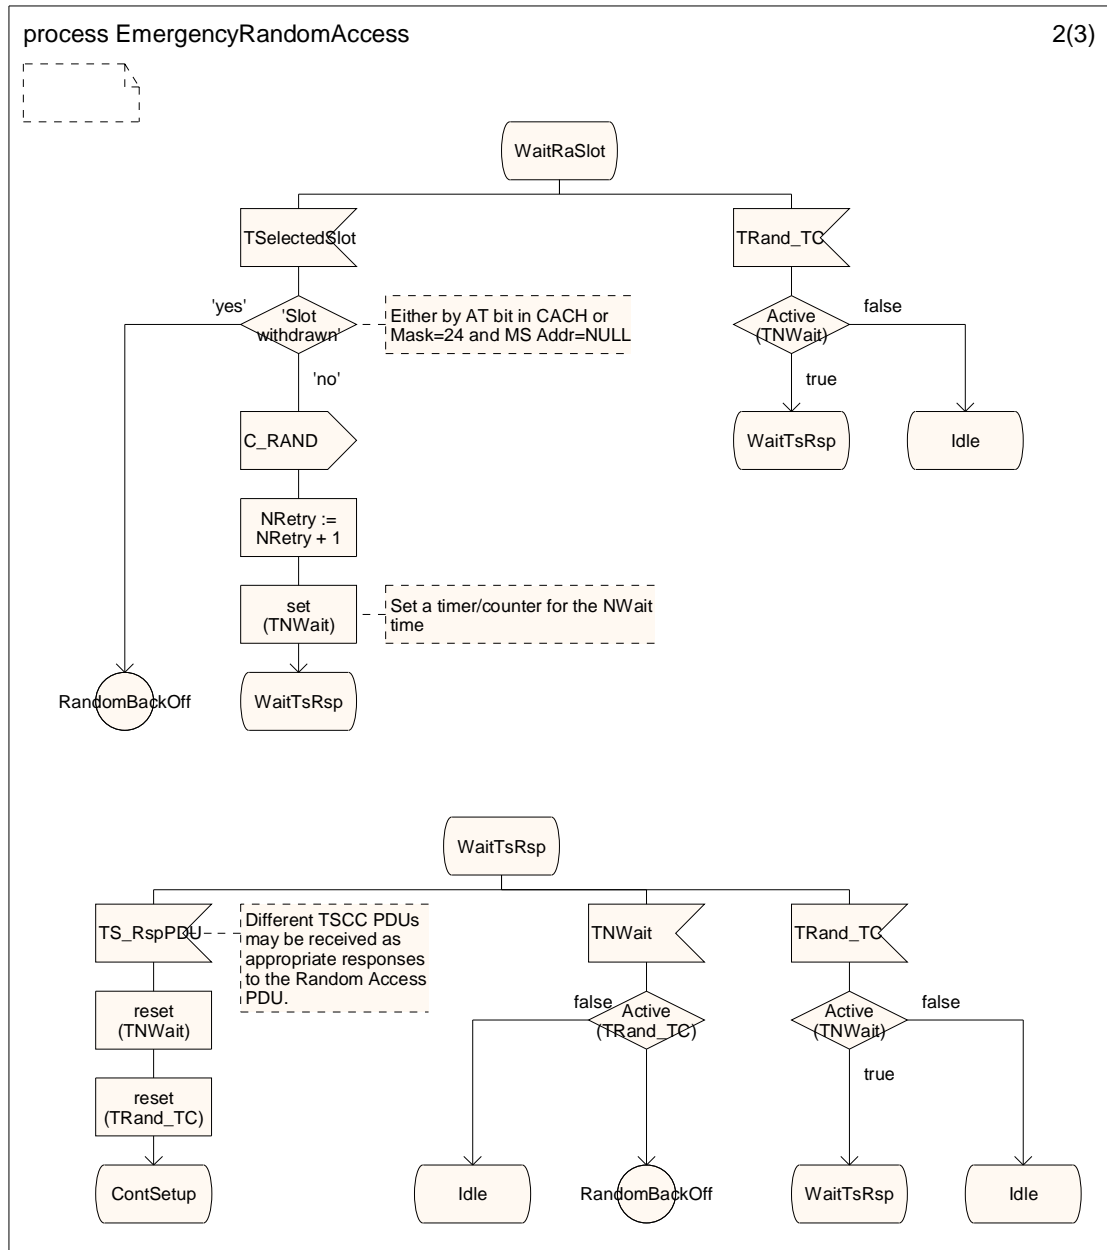 process EmergencyRandomAccess
2(3)
WaitRaSlot
TSelectedSlot
TRand_TC
'yes'
'Slot
withdrawn'
Either by AT bit in CACH or
Mask=24 and MS Addr=NULL
Active
(TNWait)
false
'no'
true
C_RAND
WaitTsRsp
Idle
NRetry :=
NRetry + 1
set
(TNWait)
Set a timer/counter for the NWait
time
RandomBackOff
WaitTsRsp
WaitTsRsp
TS_RspPDU
Different TSCC PDUs
may be received as
appropriate responses
to the Random Access
PDU.
TNWait
TRand_TC
reset
(TNWait)
false
Active
(TRand_TC)
Active
(TNWait)
false
true
reset
(TRand_TC)
ContSetup
Idle
RandomBackOff
WaitTsRsp
Idle